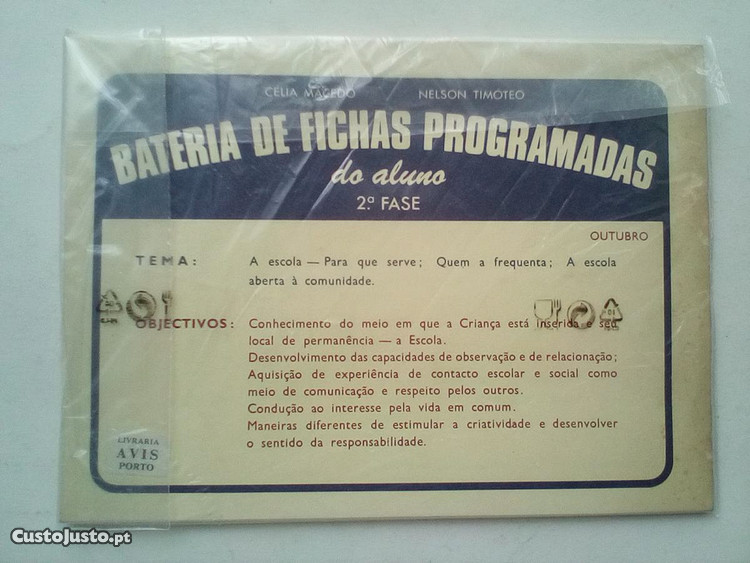 CÉLIA MACEDO NELSON TIMOTEO
BATERIA DE FICHAS PROGRAMADAS
do aluno
2.ª FASE
OUTUBRO
TEMA: A escola — Para que serve; Quem a frequenta; A escola
aberta à comunidade.
OBJECTIVOS: Conhecimento do meio em que a Criança está inserida e seu
local de permanência — a Escola.
Desenvolvimento das capacidades de observação e de relacionação;
Aquisição de experiência de contacto escolar e social como
meio de comunicação e respeito pelos outros.
Condução ao interesse pela vida em comum.
Maneiras diferentes de estimular a criatividade e desenvolver
o sentido da responsabilidade.
LIVRARIA
AVIS
PORTO
CustoJusto.pt